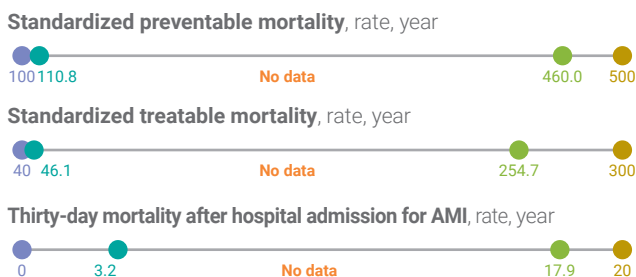 Standardized preventable mortality, rate, year
100 110.8 No data 460.0 500
Standardized treatable mortality, rate, year
40 46.1 No data 254.7 300
Thirty-day mortality after hospital admission for AMI, rate, year
0 3.2 No data 17.9 20